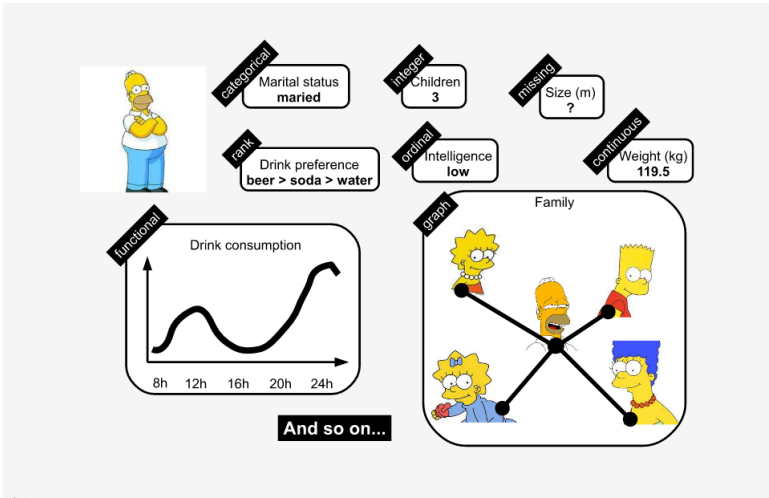 categorical
Marital status
maried
integer
Children
3
missing
Size (m)
?
rank
Drink preference
beer > soda > water
ordinal
Intelligence
low
continuous
Weight (kg)
119.5
functional
Drink consumption
8h 12h 16h 20h 24h
graph
Family
And so on...